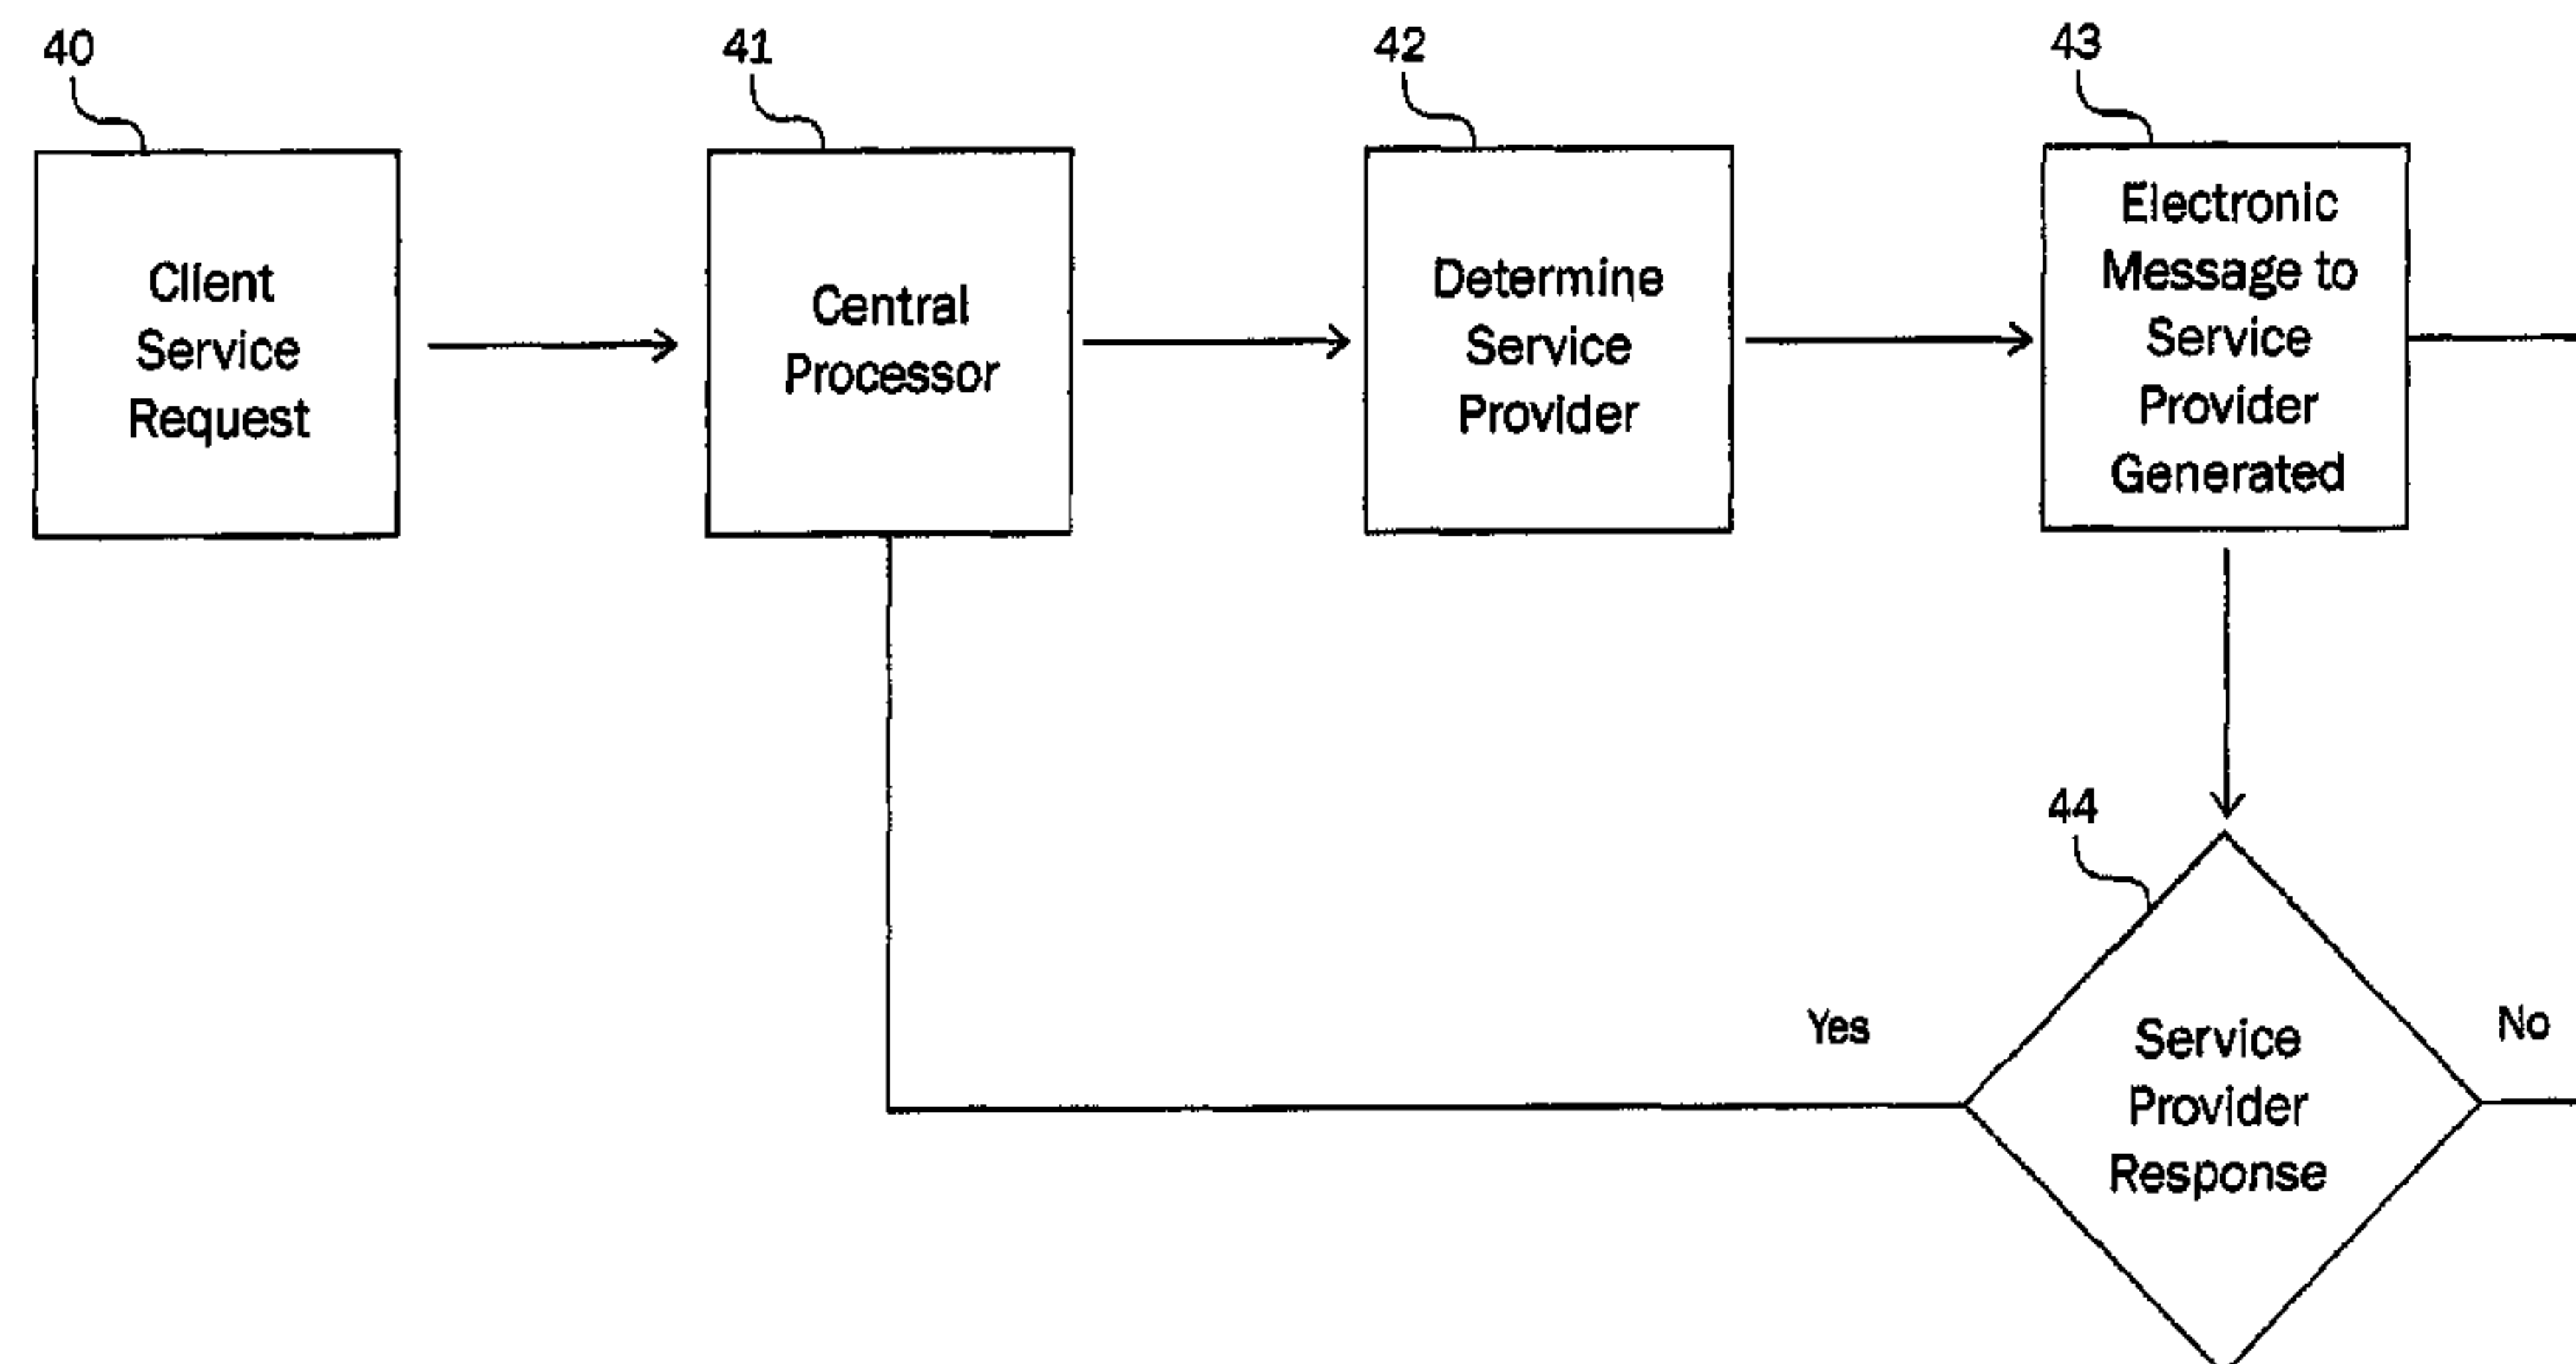 40
41
42
43
Client
Service
Request
Central
Processor
Determine
Service
Provider
Electronic
Message to
Service
Provider
Generated
44
Yes
No
Service
Provider
Response